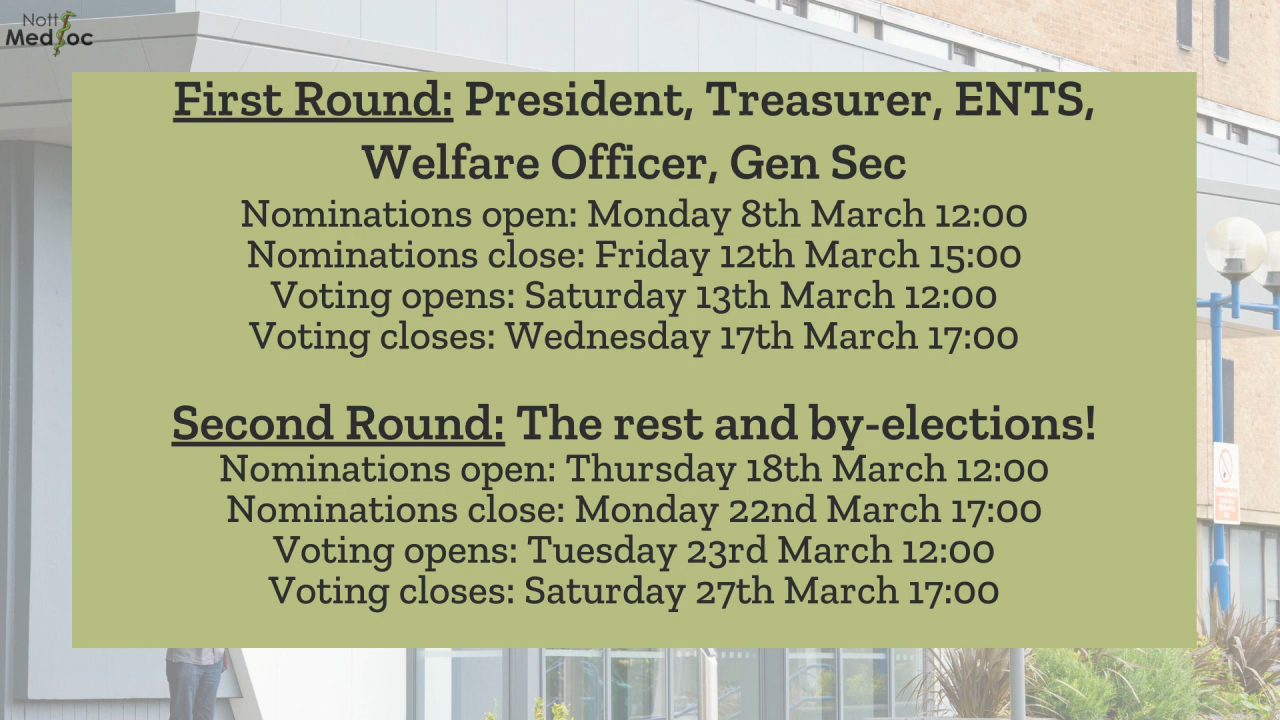 Nott
MedSoc
First Round: President, Treasurer, ENTS,
Welfare Officer, Gen Sec
Nominations open: Monday 8th March 12:00
Nominations close: Friday 12th March 15:00
Voting opens: Saturday 13th March 12:00
Voting closes: Wednesday 17th March 17:00
Second Round: The rest and by-elections!
Nominations open: Thursday 18th March 12:00
Nominations close: Monday 22nd March 17:00
Voting opens: Tuesday 23rd March 12:00
Voting closes: Saturday 27th March 17:00